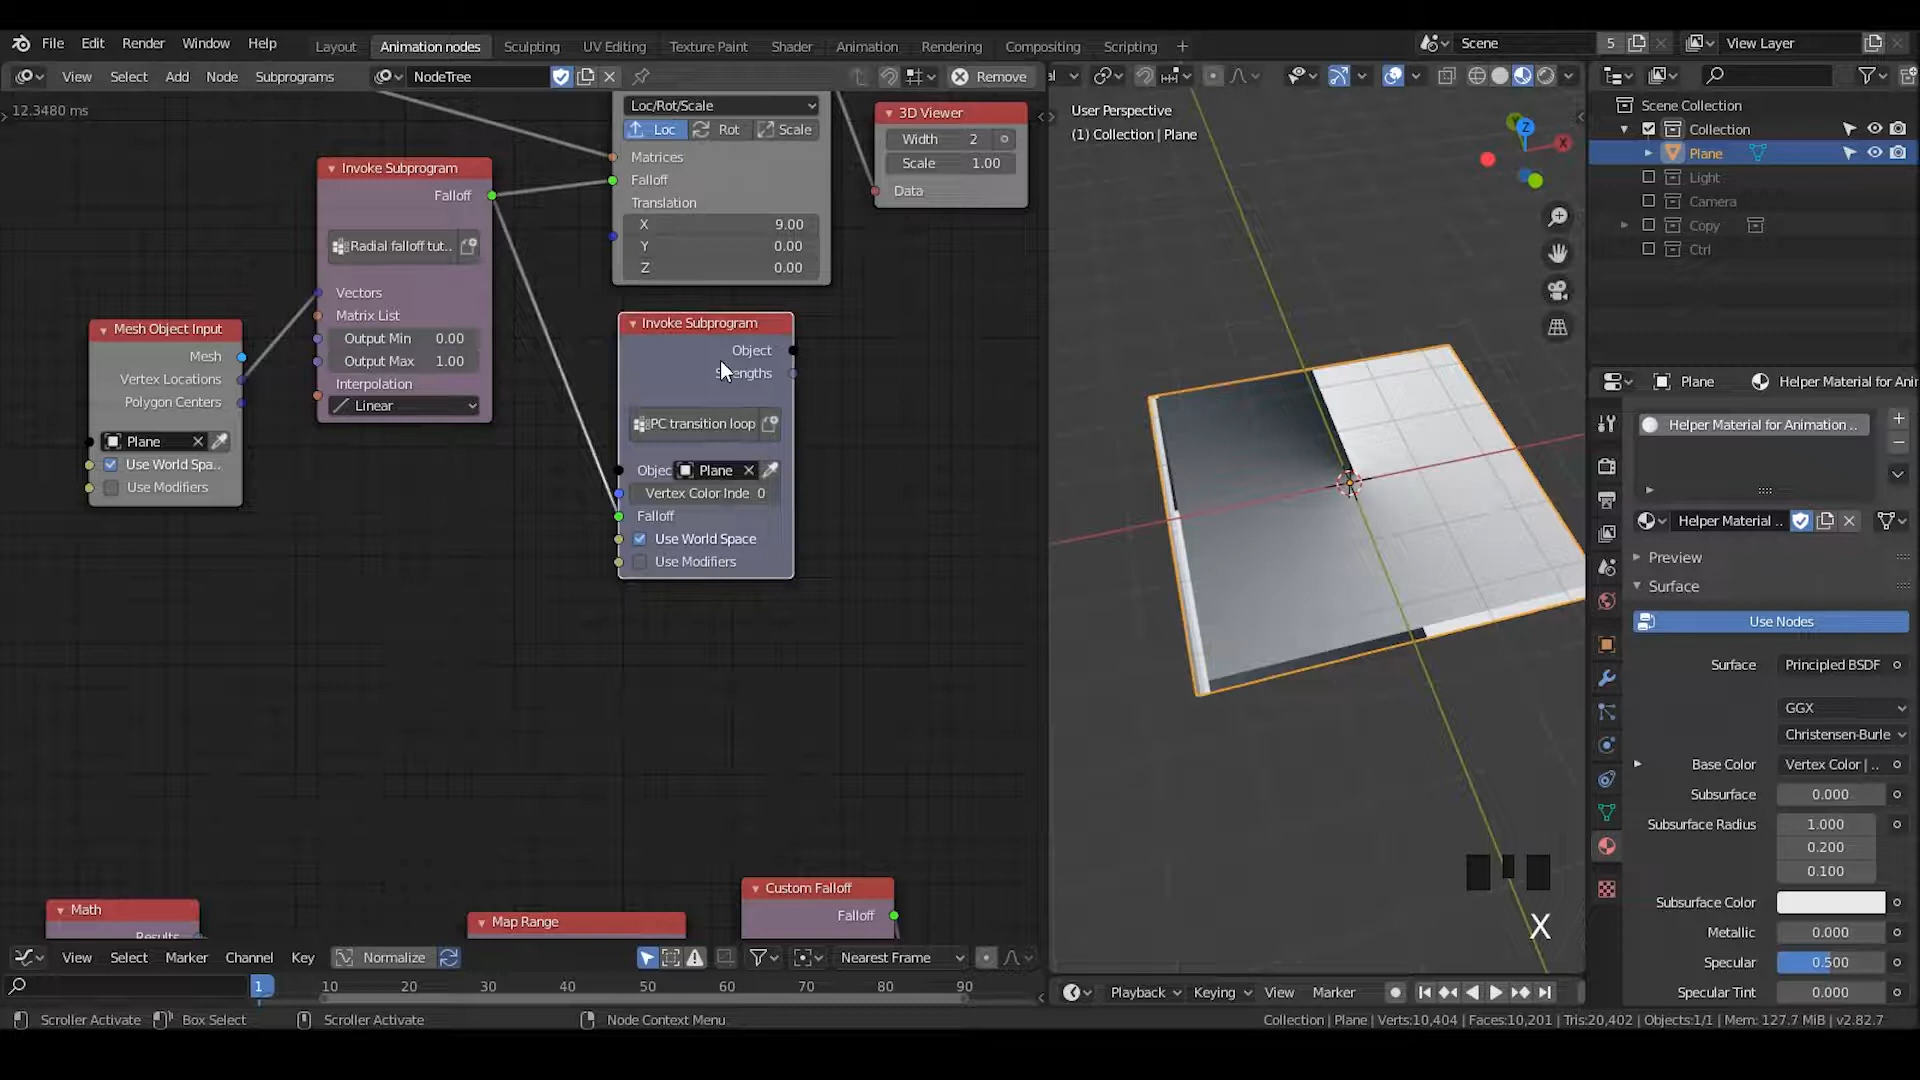 File Edit Render Window Help
Layout Animation nodes Sculpting UV Editing Texture Paint Shader Animation Rendering Compositing Scripting +
Scene 5 View Layer
View Select Add Node Subprograms NodeTree Remove
12.3480 ms
Loc/Rot/Scale
Loc Rot Scale
Matrices
Falloff
Translation
X 9.00
Y 0.00
Z 0.00
3D Viewer
Width 2
Scale 1.00
Data
Invoke Subprogram
Falloff
Radial falloff tut..
Vectors
Matrix List
Output Min 0.00
Output Max 1.00
Interpolation
Linear
Mesh Object Input
Mesh
Vertex Locations
Polygon Centers
Plane
Use World Spa..
Use Modifiers
Invoke Subprogram
Object
PC transition loop
Objec Plane
Vertex Color Inde 0
Falloff
Use World Space
Use Modifiers
Custom Falloff
Falloff
Math
Results
Map Range
User Perspective
(1) Collection | Plane
Z
X
X
Scene Collection
Collection
Plane
Light
Camera
Copy
Ctrl
Plane Helper Material for Anir
Helper Material for Animation ..
Helper Material ..
Preview
Surface
Use Nodes
Surface Principled BSDF
GGX
Christensen-Burle
Base Color Vertex Color | ..
Subsurface 0.000
Subsurface Radius 1.000
0.200
0.100
Subsurface Color
Metallic 0.000
Specular 0.500
Specular Tint 0.000
View Select Marker Channel Key Normalize Nearest Frame
1 10 20 30 40 50 60 70 80 90
Playback Keying View Marker
Scroller Activate Box Select Scroller Activate Node Context Menu
Collection | Plane | Verts:10,404 | Faces:10,201 | Tris:20,402 | Objects:1/1 | Mem: 127.7 MiB | v2.82.7